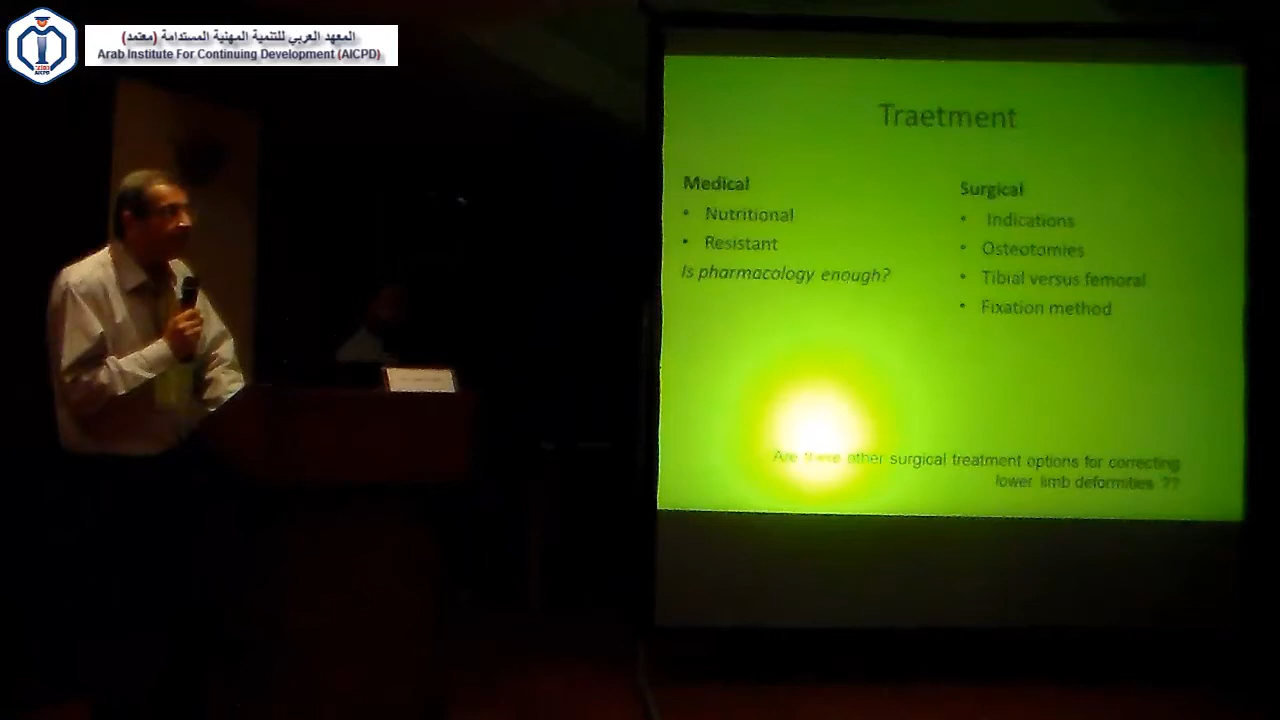 المعهد العربي للتنمية المهنية المستدامة (معتمد)
Arab Institute For Continuing Development (AICPD)
AICPD
Traetment
Medical
• Nutritional
• Resistant
Is pharmacology enough?
Surgical
• Indications
• Osteotomies
• Tibial versus femoral
• Fixation method
Are there other surgical treatment options for correcting
lower limb deformities ??